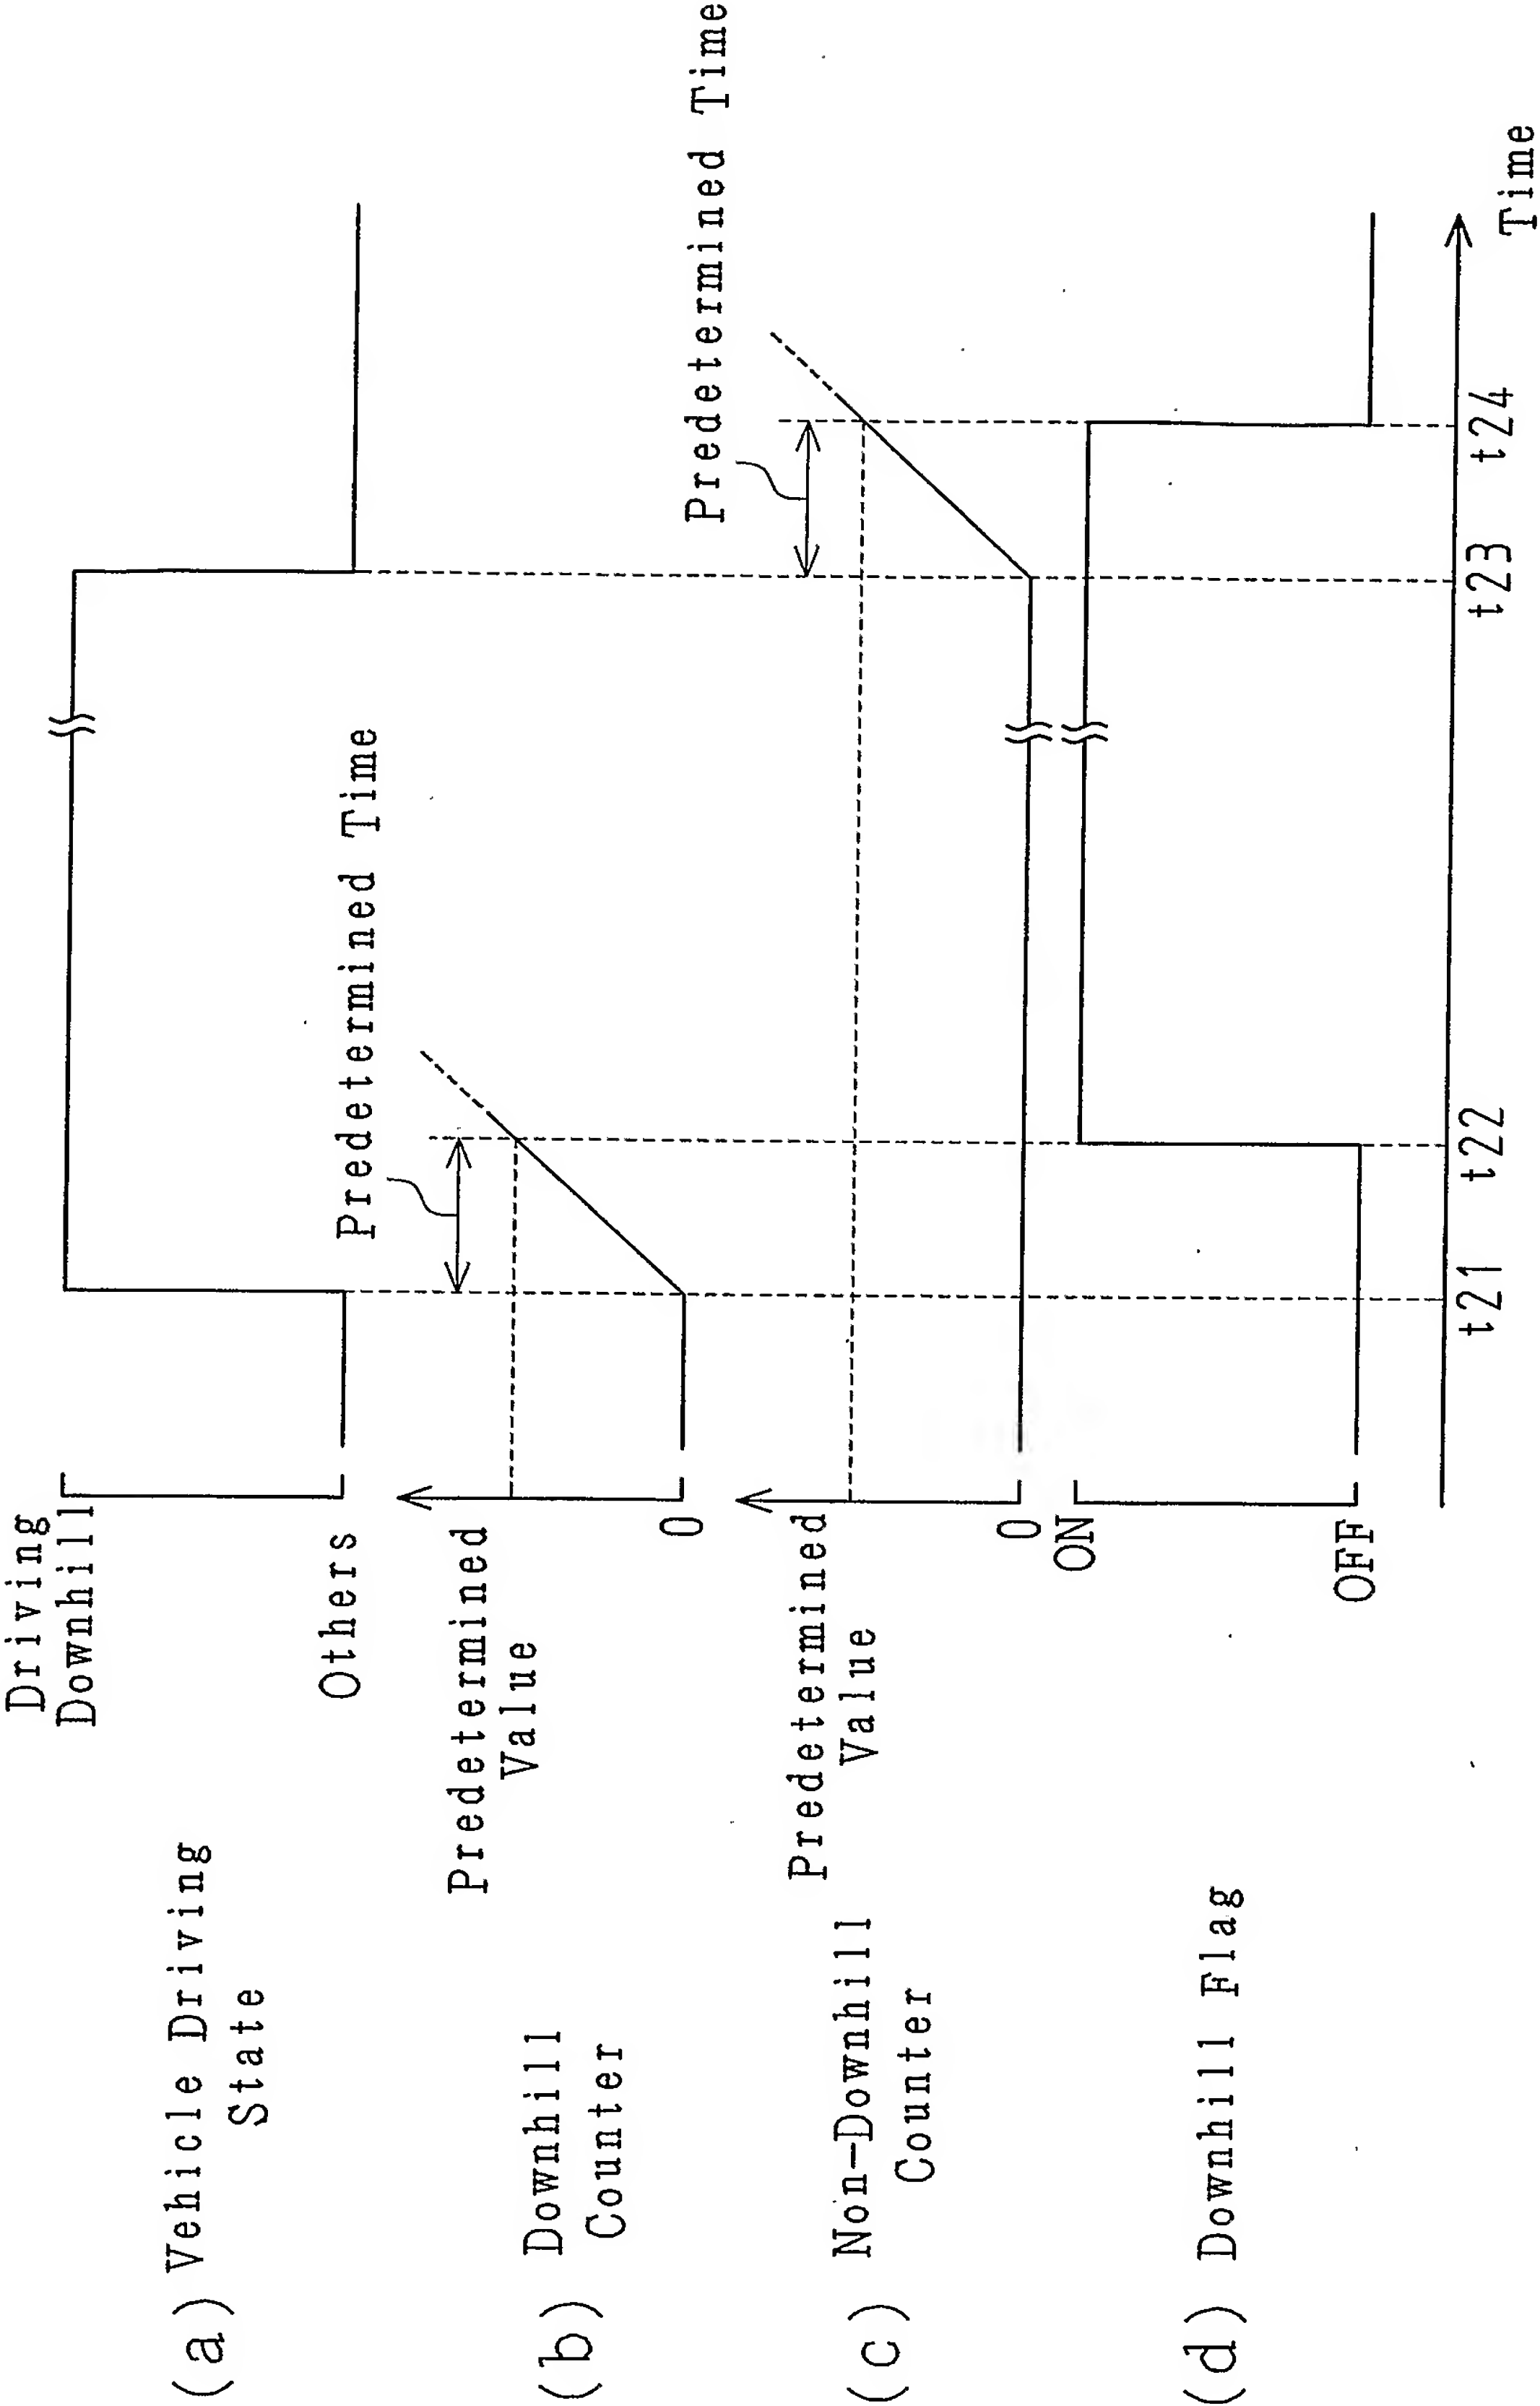 (a) Vehicle Driving
State
Driving
Downhill
Others
(b) Downhill
Counter
Predetermined
Value
0
Predetermined Time
(c) Non-Downhill
Counter
Predetermined
Value
0
Predetermined Time
(d) Downhill Flag
ON
OFF
t21
t22
t23
t24
Time